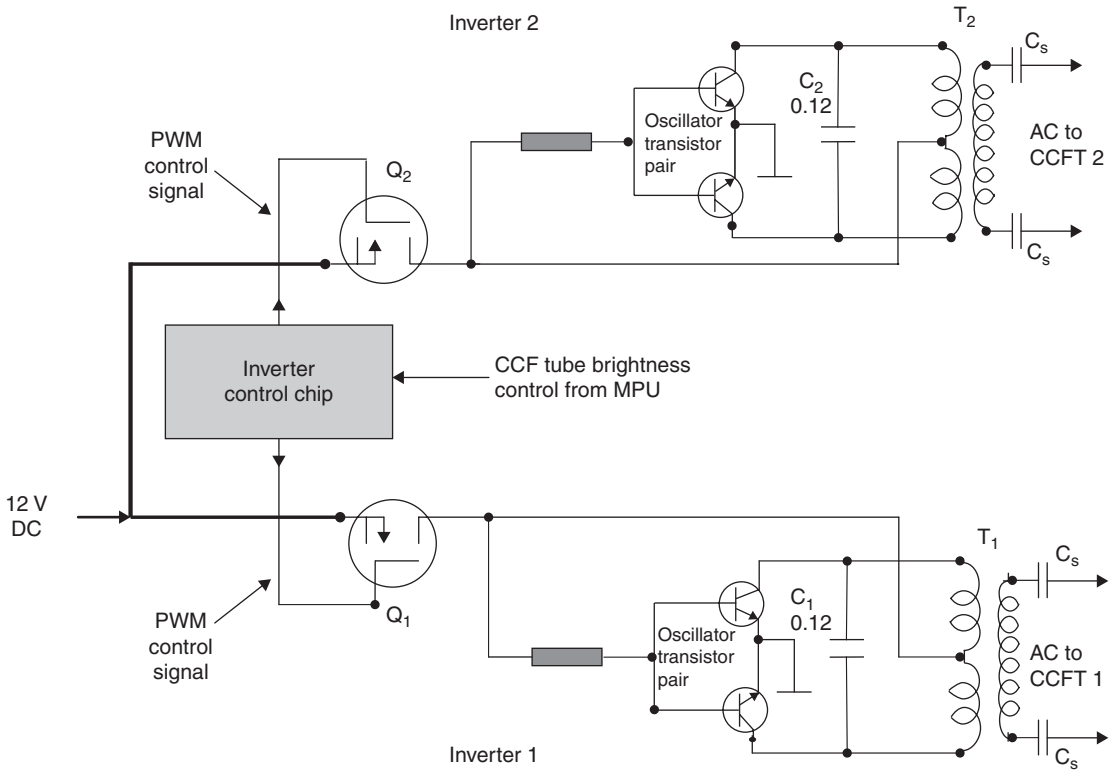 Inverter 2
T2
Cs
C2
0.12
Oscillator
transistor
pair
AC to
CCFT 2
PWM
control
signal
Q2
Cs
Inverter
control chip
CCF tube brightness
control from MPU
12 V
DC
T1
Cs
C1
0.12
PWM
control
signal
Q1
Oscillator
transistor
pair
AC to
CCFT 1
Inverter 1
Cs